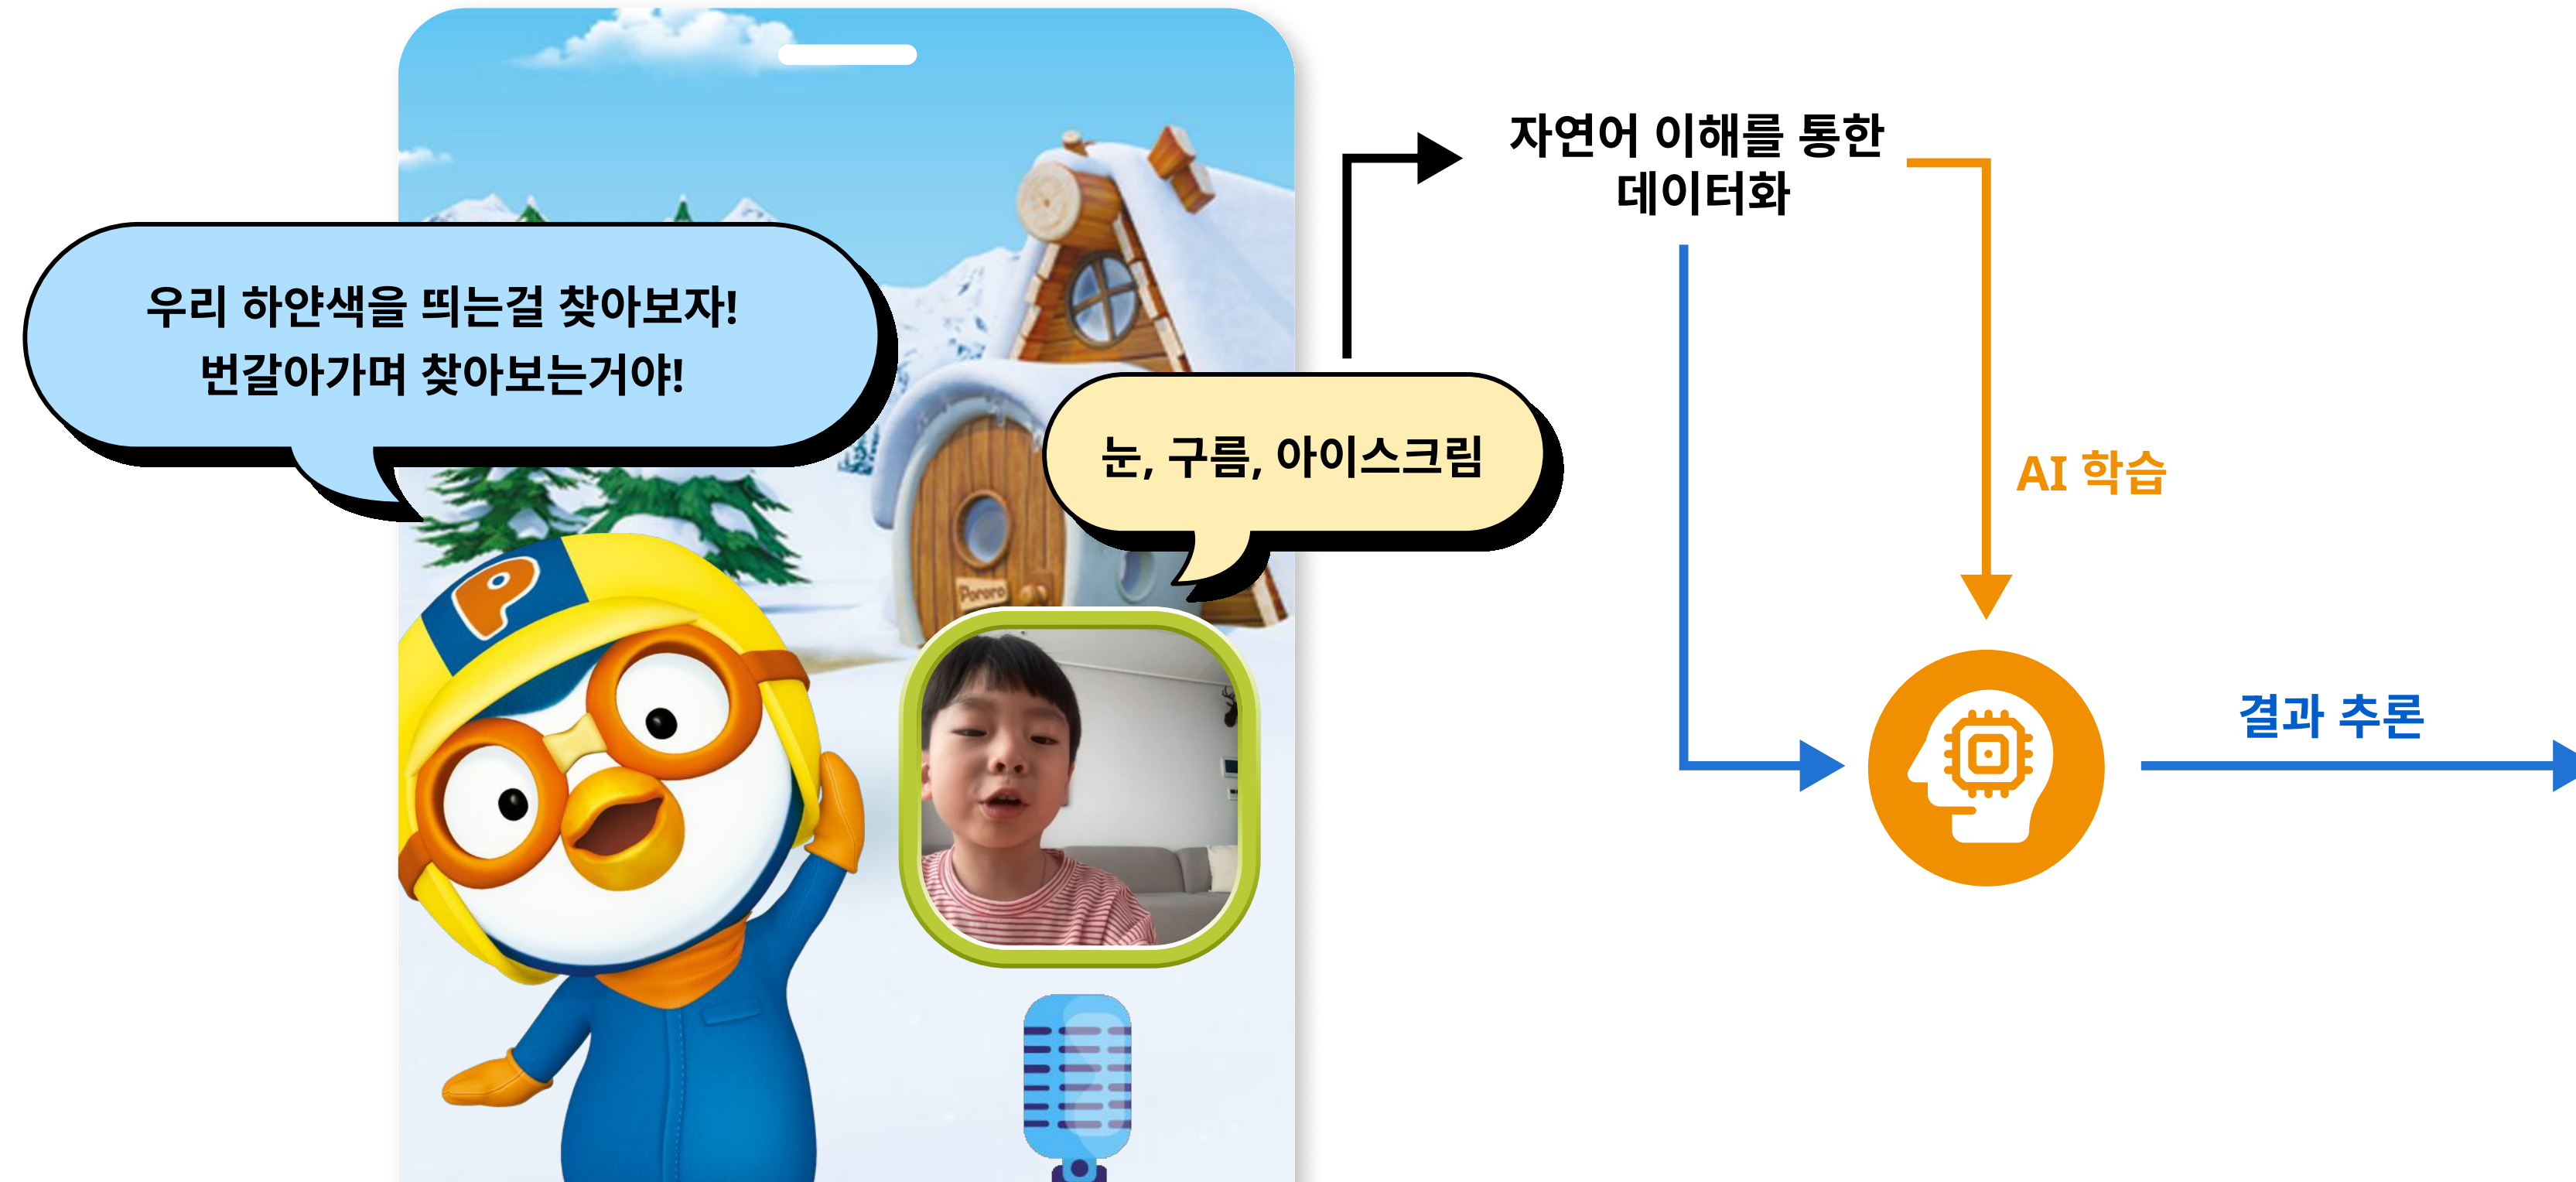 우리 하얀색을 띄는걸 찾아보자!
번갈아가며 찾아보는거야!
눈, 구름, 아이스크림
자연어 이해를 통한
데이터화
AI 학습
결과 추론
Pororo
P